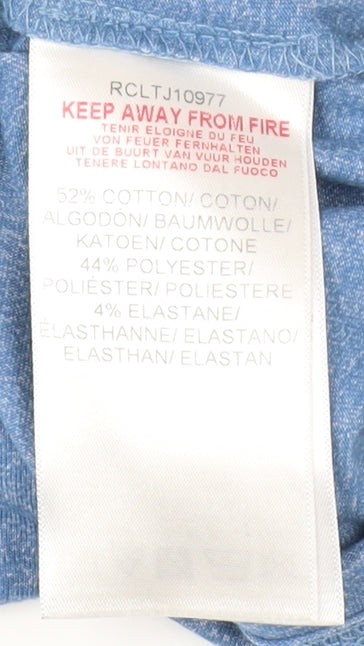 RCLTJ10977
KEEP AWAY FROM FIRE
TENIR ELOIGNE DU FEU
VON FEUER FERNHALTEN
UIT DE BUURT VAN VUUR HOUDEN
TENERE LONTANO DAL FUOCO
52% COTTON/ COTON/
ALGODÓN/ BAUMWOLLE/
KATOEN/ COTONE
44% POLYESTER/
POLIÉSTER/ POLIESTERE
4% ELASTANE/
ÉLASTHANNE/ ELASTANO/
ELASTHAN/ ELASTAN